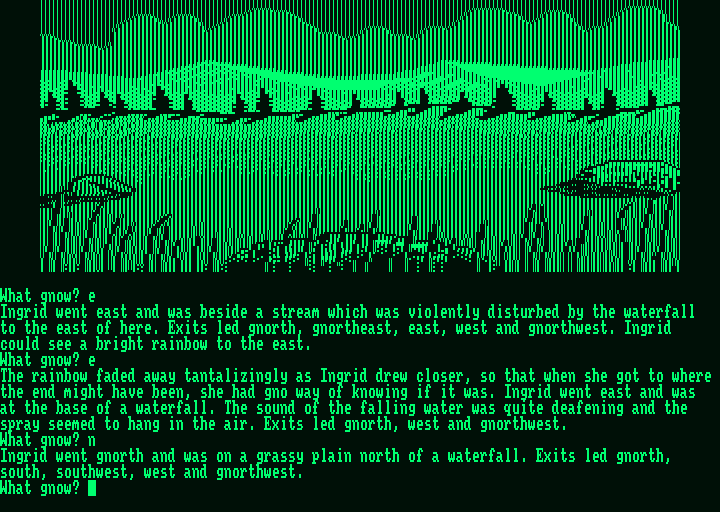 What gnow? e
Ingrid went east and was beside a stream which was violently disturbed by the waterfall
to the east of here. Exits led gnorth, gnortheast, east, west and gnorthwest. Ingrid
could see a bright rainbow to the east.
What gnow? e
The rainbow faded away tantalizingly as Ingrid drew closer, so that when she got to where
the end might have been, she had gno way of knowing if it was. Ingrid went east and was
at the base of a waterfall. The sound of the falling water was quite deafening and the
spray seemed to hang in the air. Exits led gnorth, west and gnorthwest.
What gnow? n
Ingrid went gnorth and was on a grassy plain north of a waterfall. Exits led gnorth,
south, southwest, west and gnorthwest.
What gnow?